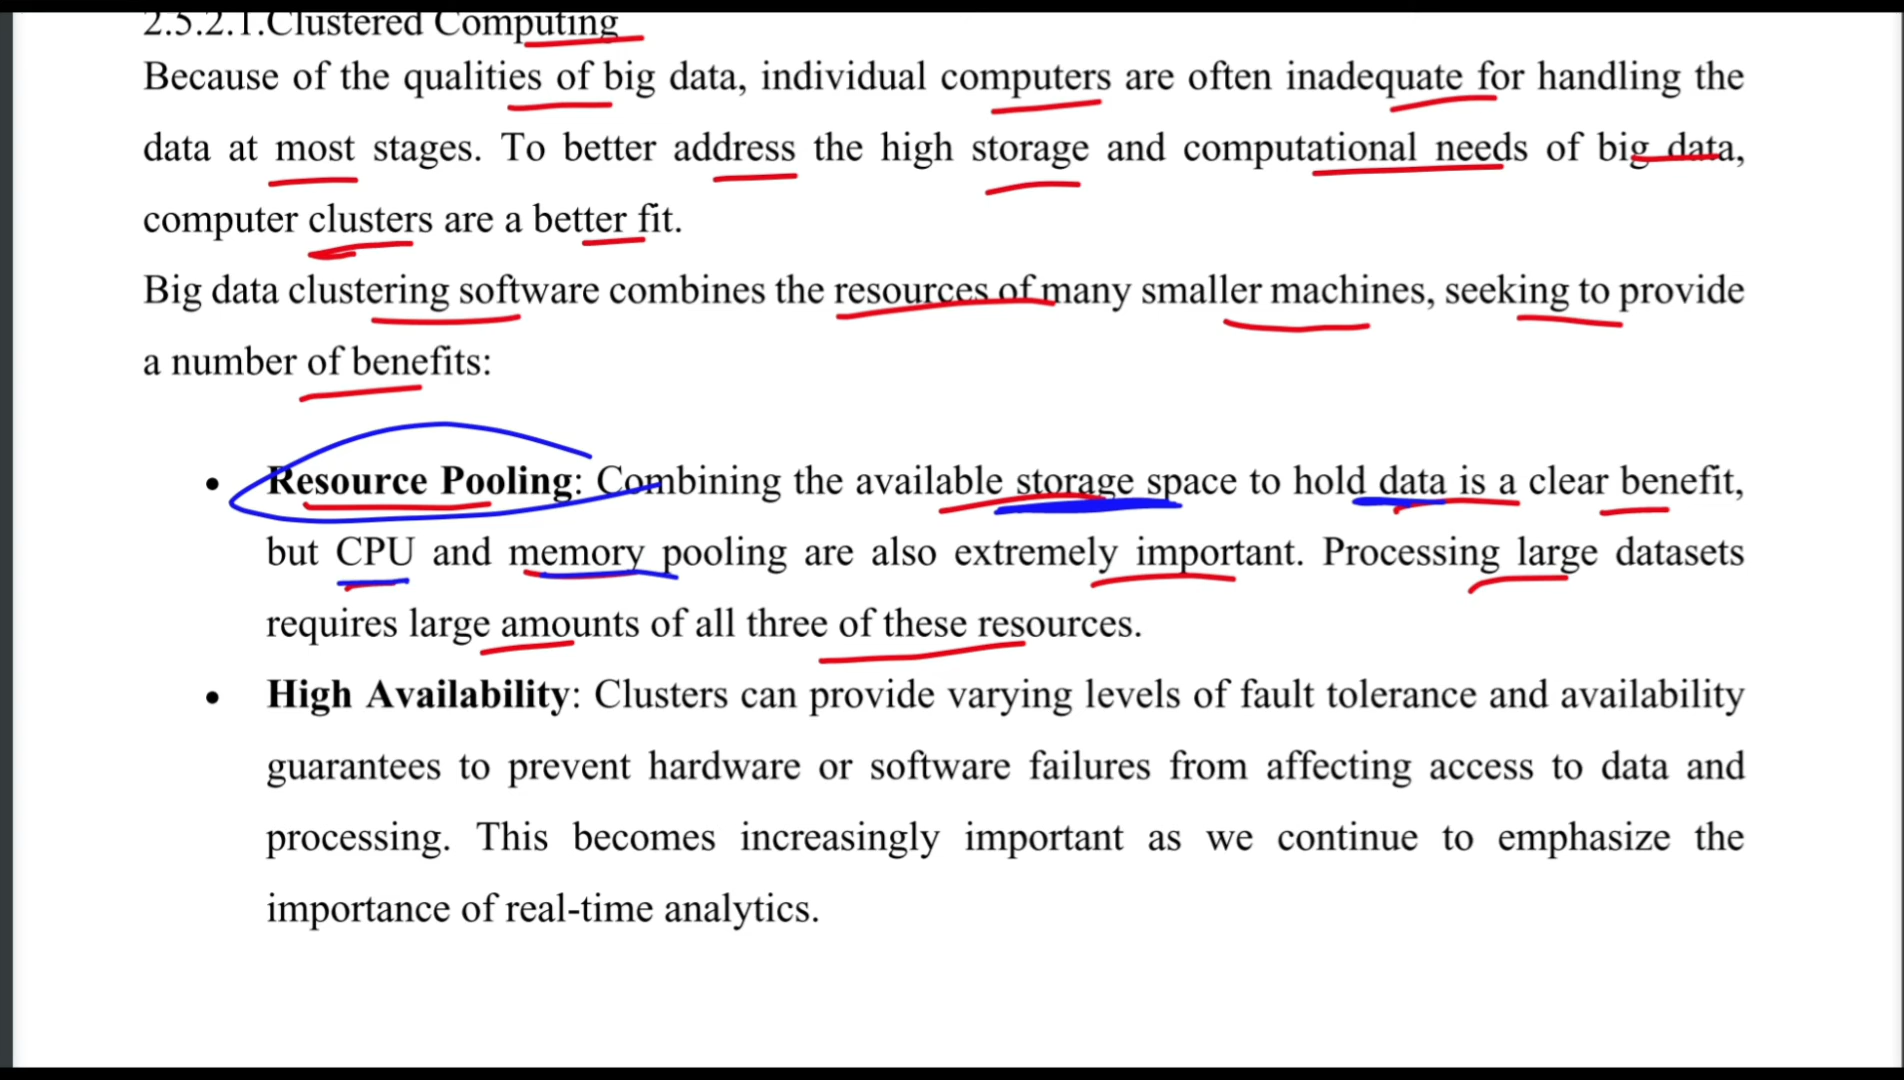 2.5.2.1.Clustered Computing
Because of the qualities of big data, individual computers are often inadequate for handling the
data at most stages. To better address the high storage and computational needs of big data,
computer clusters are a better fit.
Big data clustering software combines the resources of many smaller machines, seeking to provide
a number of benefits:
• Resource Pooling: Combining the available storage space to hold data is a clear benefit,
but CPU and memory pooling are also extremely important. Processing large datasets
requires large amounts of all three of these resources.
• High Availability: Clusters can provide varying levels of fault tolerance and availability
guarantees to prevent hardware or software failures from affecting access to data and
processing. This becomes increasingly important as we continue to emphasize the
importance of real-time analytics.